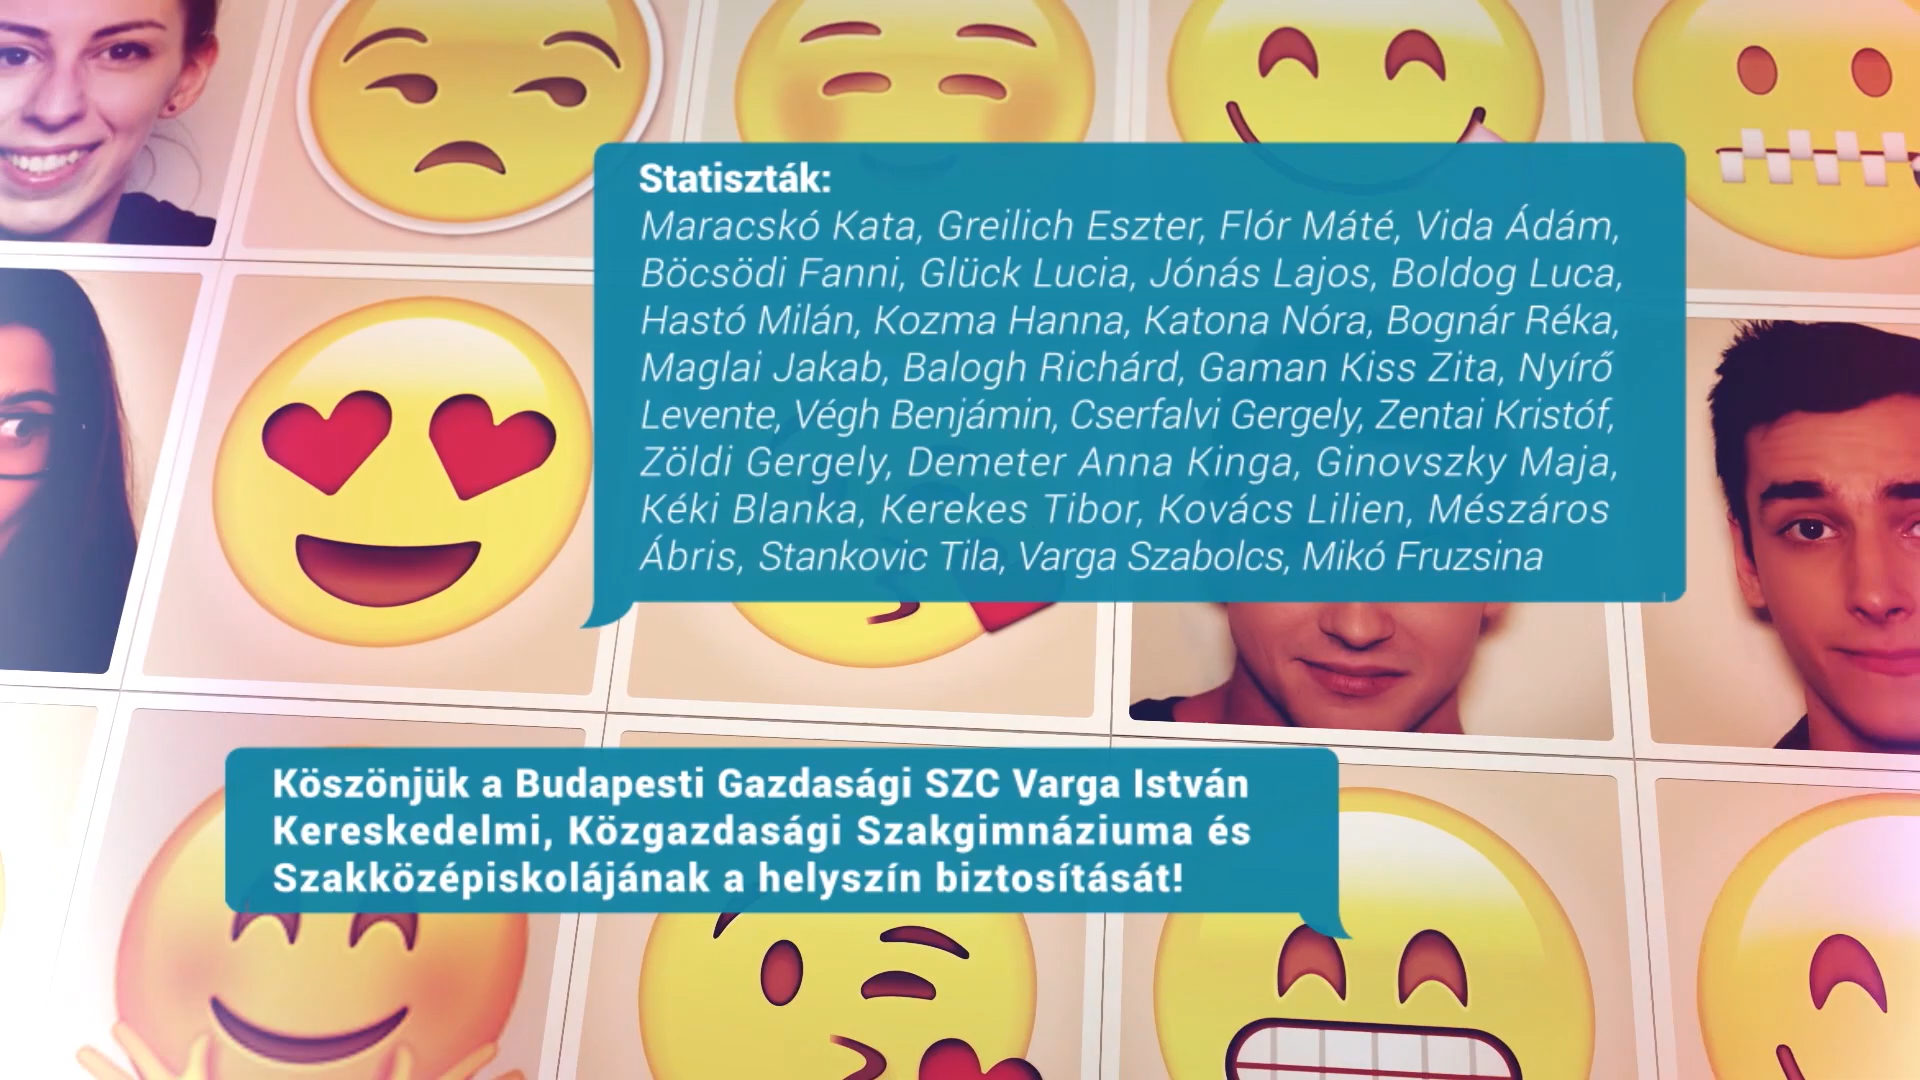 Statiszták:
Maracskó Kata, Greilich Eszter, Flór Máté, Vida Ádám,
Böcsödi Fanni, Glück Lucia, Jónás Lajos, Boldog Luca,
Hastó Milán, Kozma Hanna, Katona Nóra, Bognár Réka,
Maglai Jakab, Balogh Richárd, Gaman Kiss Zita, Nyírő
Levente, Végh Benjámin, Cserfalvi Gergely, Zentai Kristóf,
Zöldi Gergely, Demeter Anna Kinga, Ginovszky Maja,
Kéki Blanka, Kerekes Tibor, Kovács Lilien, Mészáros
Ábris, Stankovic Tila, Varga Szabolcs, Mikó Fruzsina
Köszönjük a Budapesti Gazdasági SZC Varga István
Kereskedelmi, Közgazdasági Szakgimnáziuma és
Szakközépiskolájának a helyszín biztosítását!